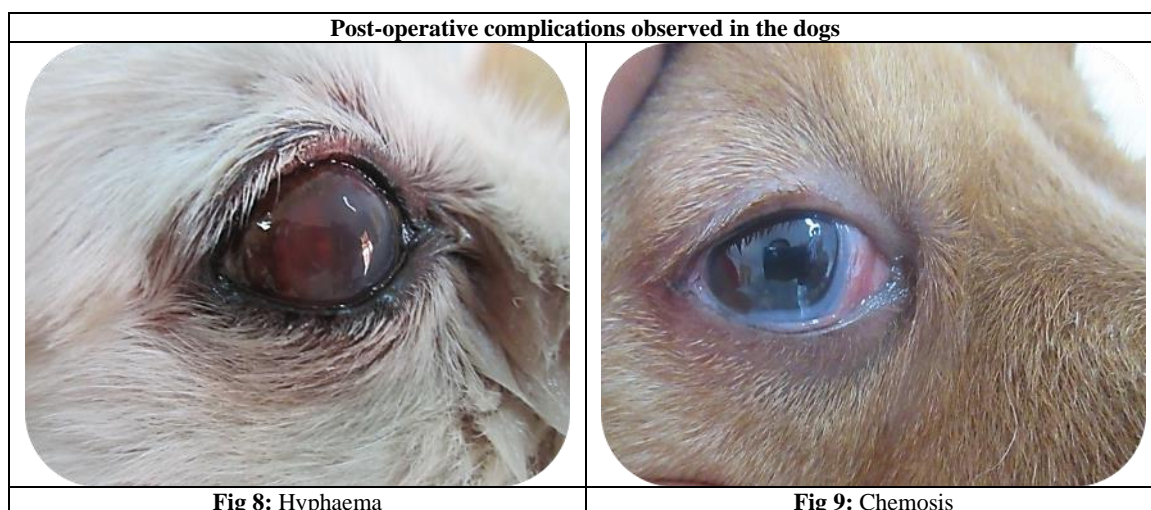 Post-operative complications observed in the dogs
Fig 8: Hyphaema
Fig 9: Chemosis